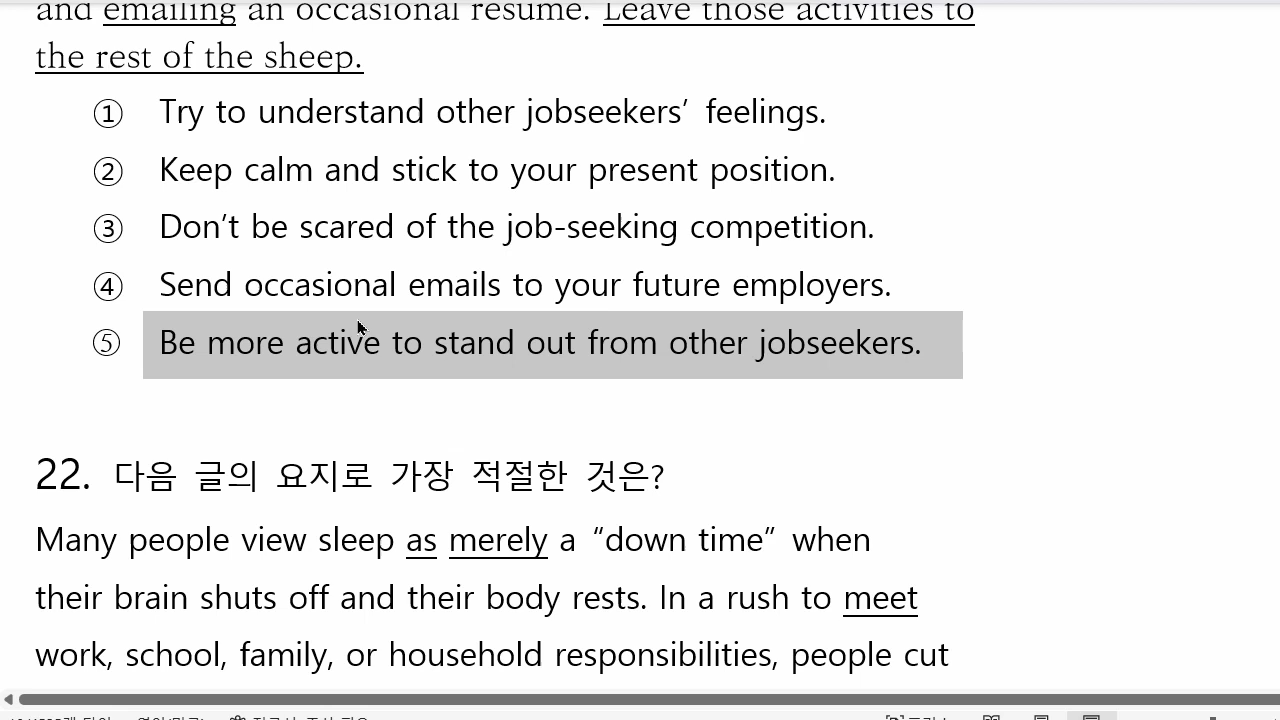 and emailing an occasional resume. Leave those activities to
the rest of the sheep.
① Try to understand other jobseekers’ feelings.
② Keep calm and stick to your present position.
③ Don’t be scared of the job-seeking competition.
④ Send occasional emails to your future employers.
⑤ Be more active to stand out from other jobseekers.
22. 다음 글의 요지로 가장 적절한 것은?
Many people view sleep as merely a “down time” when
their brain shuts off and their body rests. In a rush to meet
work, school, family, or household responsibilities, people cut